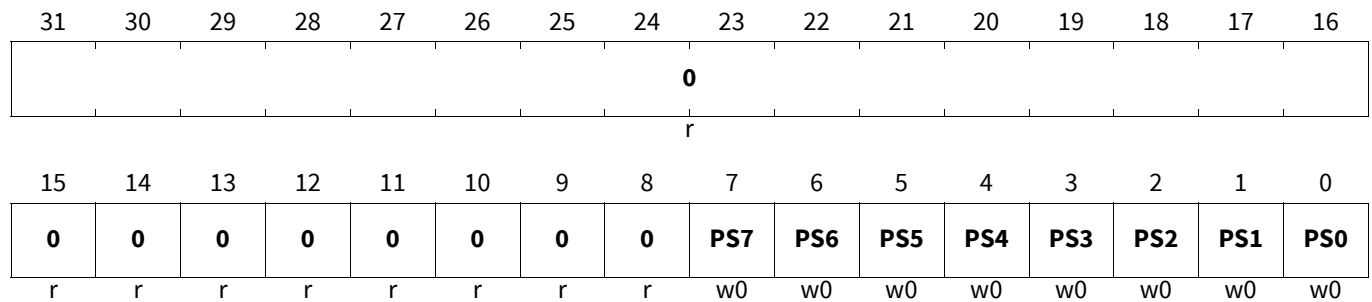 31 30 29 28 27 26 25 24 23 22 21 20 19 18 17 16
0
r
15 14 13 12 11 10 9 8 7 6 5 4 3 2 1 0
0 0 0 0 0 0 0 0 PS7 PS6 PS5 PS4 PS3 PS2 PS1 PS0
r r r r r r r r w0 w0 w0 w0 w0 w0 w0 w0